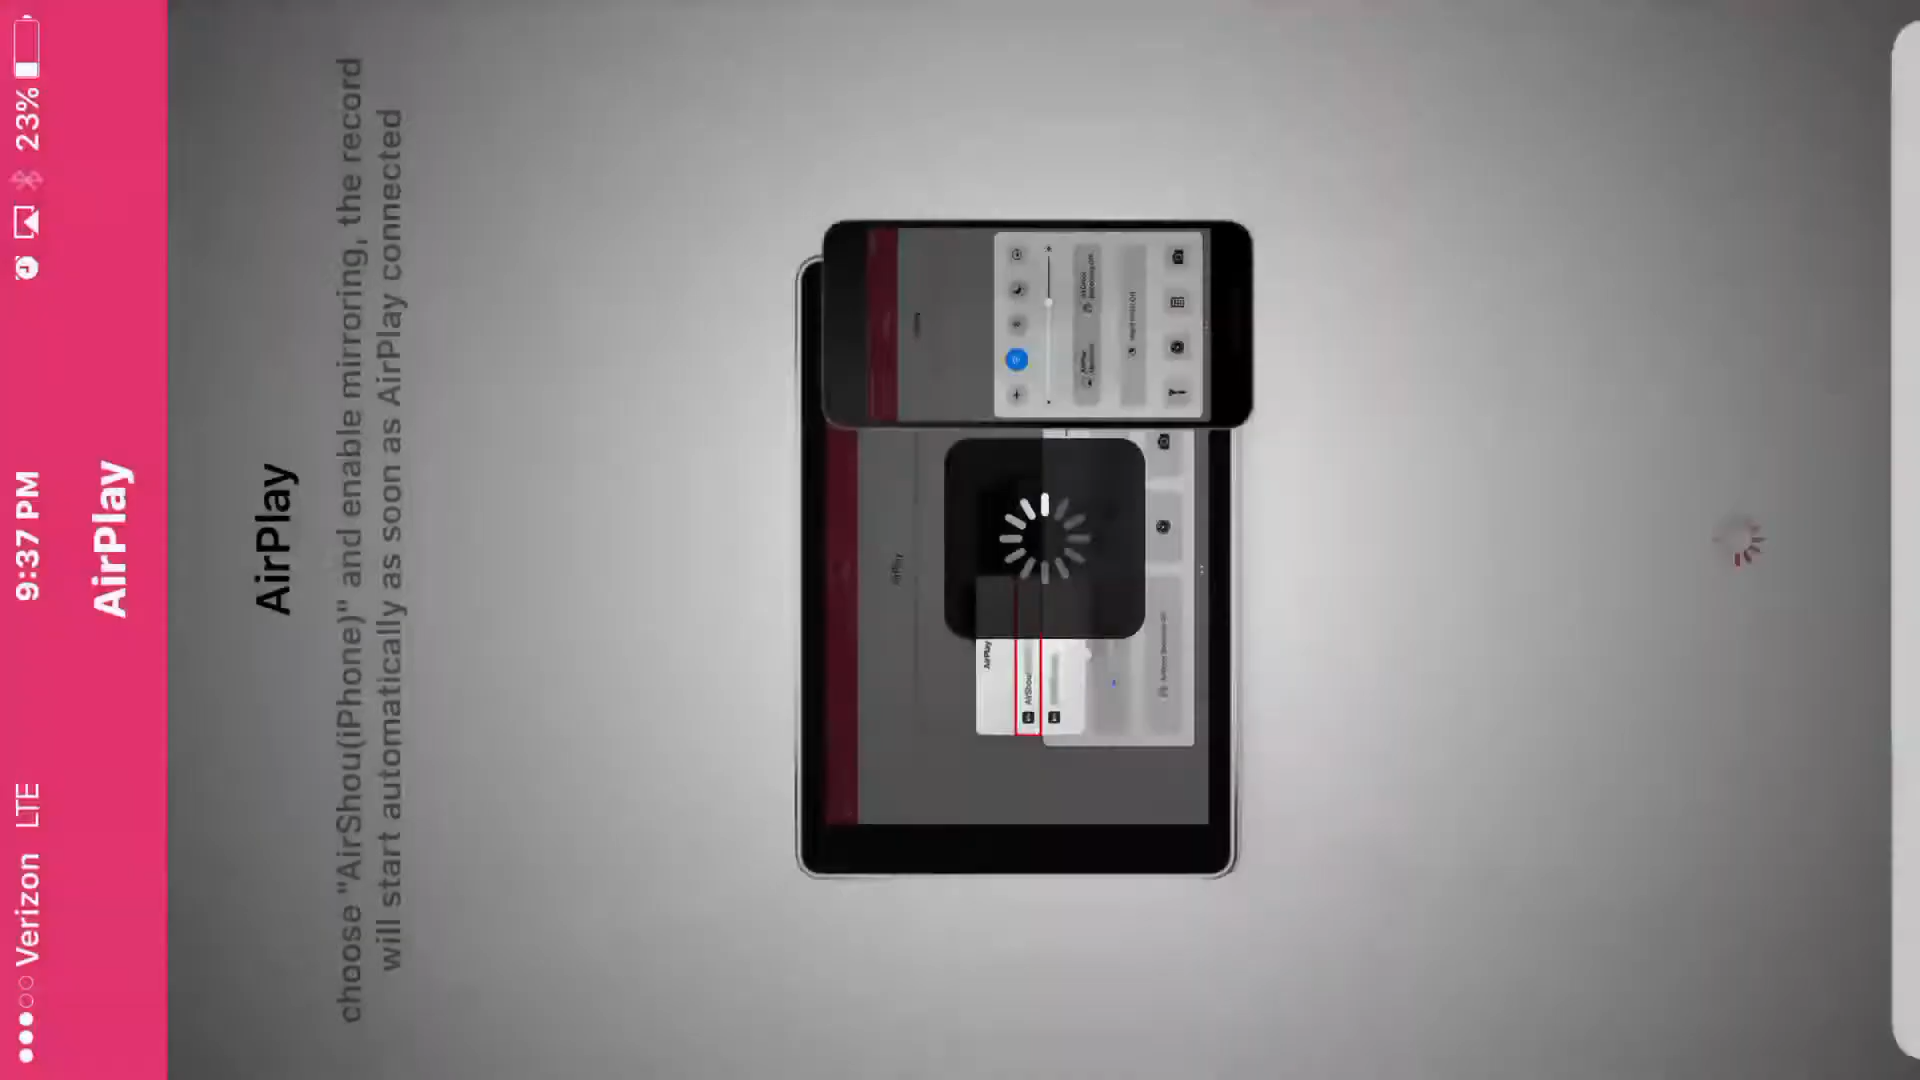 Verizon LTE 9:37 PM 23%
AirPlay
AirPlay
choose "AirShou(iPhone)" and enable mirroring, the record
will start automatically as soon as AirPlay connected
AirPlay
AirPlay
AirShou